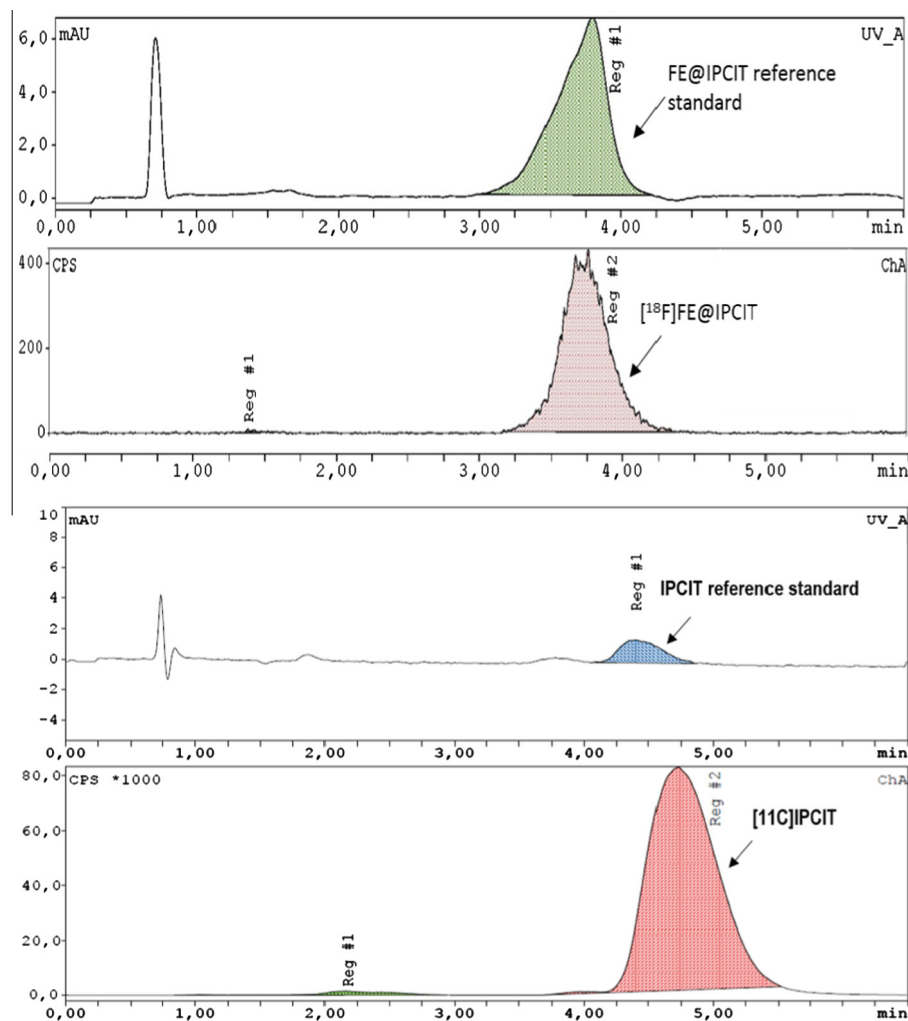 mAU
UV_A
6,0
4,0
2,0
0,0
Reg #1
FE@IPCIT reference
standard
0,00 1,00 2,00 3,00 4,00 5,00 min
CPS
ChA
400
200
0
Reg #1
Reg #2
[¹⁸F]FE@IPCIT
0,00 1,00 2,00 3,00 4,00 5,00 min
mAU
UV_A
10
8
6
4
2
0
-2
-4
Reg #1
IPCIT reference standard
0,00 1,00 2,00 3,00 4,00 5,00 min
CPS *1000
ChA
80,0
60,0
40,0
20,0
0,0
Reg #1
Reg #2
[11C]IPCIT
0,00 1,00 2,00 3,00 4,00 5,00 min